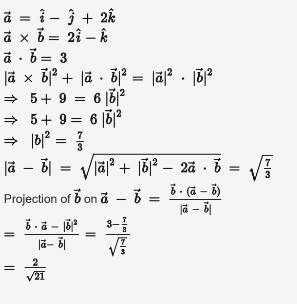 a⃗ = î − ĵ + 2k̂
a⃗ × b⃗ = 2î − k̂
a⃗ · b⃗ = 3
|a⃗ × b⃗|² + |a⃗ · b⃗|² = |a⃗|² · |b⃗|²
⇒ 5 + 9 = 6 |b⃗|²
⇒ 5 + 9 = 6 |b⃗|²
⇒ |b|² = 7/3
|a⃗ − b⃗| = √(|a⃗|² + |b⃗|² − 2a⃗ · b⃗) = √(7/3)
Projection of b⃗ on a⃗ − b⃗ = (b⃗ · (a⃗ − b⃗))/(|a⃗ − b⃗|)
= (b⃗ · a⃗ − |b⃗|²)/(|a⃗− b⃗|) = (3−7/3)/√(7/3)
= 2/√21